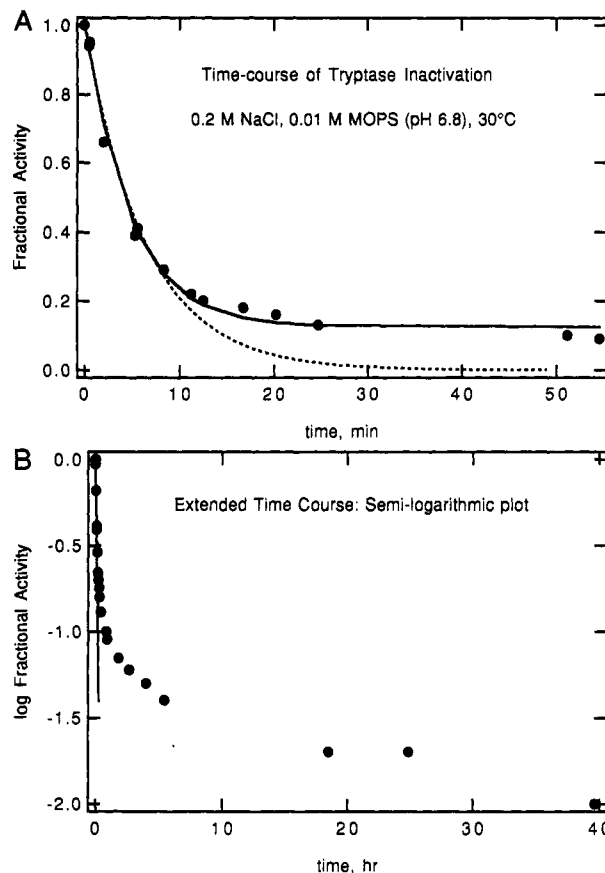 A
Time-course of Tryptase Inactivation
0.2 M NaCl, 0.01 M MOPS (pH 6.8), 30°C
Fractional Activity
1.0
0.8
0.6
0.4
0.2
0.0
0 10 20 30 40 50
time, min
B
Extended Time Course: Semi-logarithmic plot
log Fractional Activity
0.0
-0.5
-1.0
-1.5
-2.0
0 10 20 30 40
time, hr